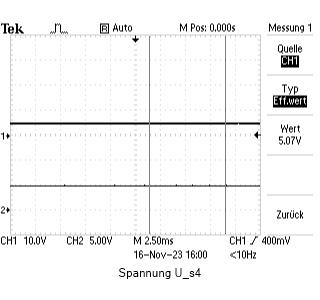 Tek R Auto M Pos: 0.000s Messung 1
Quelle
CH1
Typ
Eff.wert
1 Wert
5.07V
2 Zurück
CH1 10.0V CH2 5.00V M 2.50ms CH1 400mV
16-Nov-23 16:00 <10Hz
Spannung U_s4